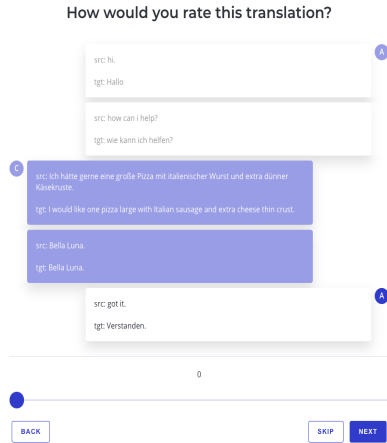 How would you rate this translation?
A
src: hi.
tgt: Hallo
src: how can i help?
tgt: wie kann ich helfen?
C
src: Ich hätte gerne eine große Pizza mit italienischer Wurst und extra dünner
Käsekruste.
tgt: I would like one pizza large with Italian sausage and extra cheese thin crust.
src: Bella Luna.
tgt: Bella Luna.
A
src: got it.
tgt: Verstanden.
0
BACK
SKIP
NEXT